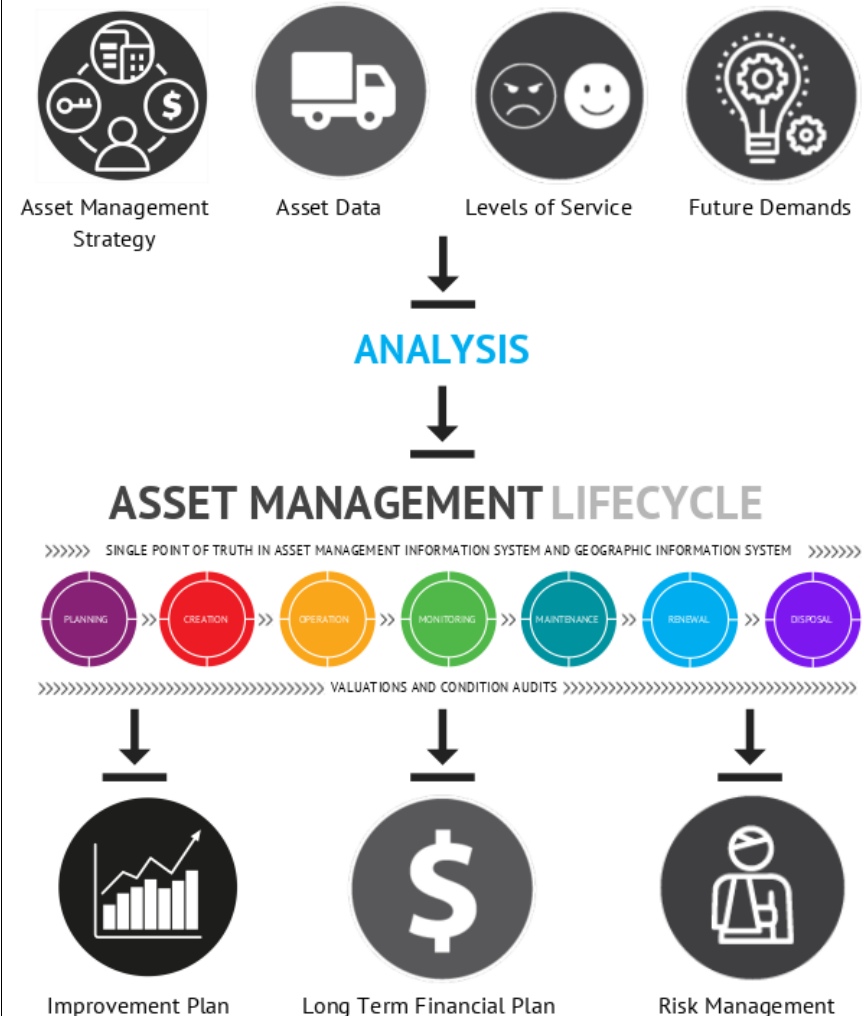 $
Asset Management
Strategy
Asset Data
Levels of Service
Future Demands
ANALYSIS
ASSET MANAGEMENT LIFECYCLE
SINGLE POINT OF TRUTH IN ASSET MANAGEMENT INFORMATION SYSTEM AND GEOGRAPHIC INFORMATION SYSTEM
PLANNING
CREATION
OPERATION
MONITORING
MAINTENANCE
RENEWAL
DISPOSAL
VALUATIONS AND CONDITION AUDITS
$
Improvement Plan
Long Term Financial Plan
Risk Management